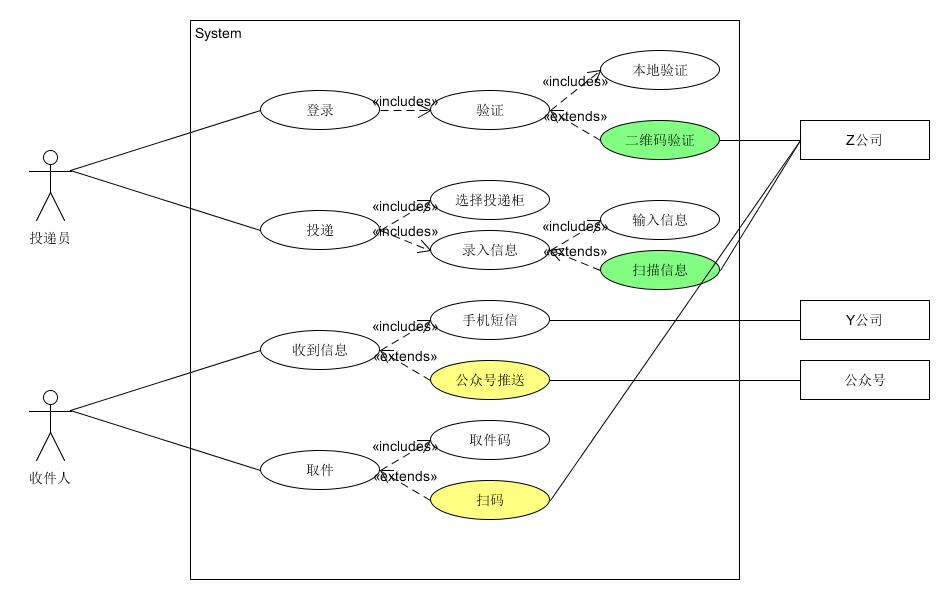 System
本地验证
«includes»
登录
«includes»
验证
«extends»
二维码验证
Z公司
选择投递柜
«includes»
投递员
投递
«includes»
录入信息
«includes»
输入信息
«extends»
扫描信息
手机短信
Y公司
«includes»
收到信息
«extends»
公众号推送
公众号
取件码
«includes»
收件人
取件
«extends»
扫码